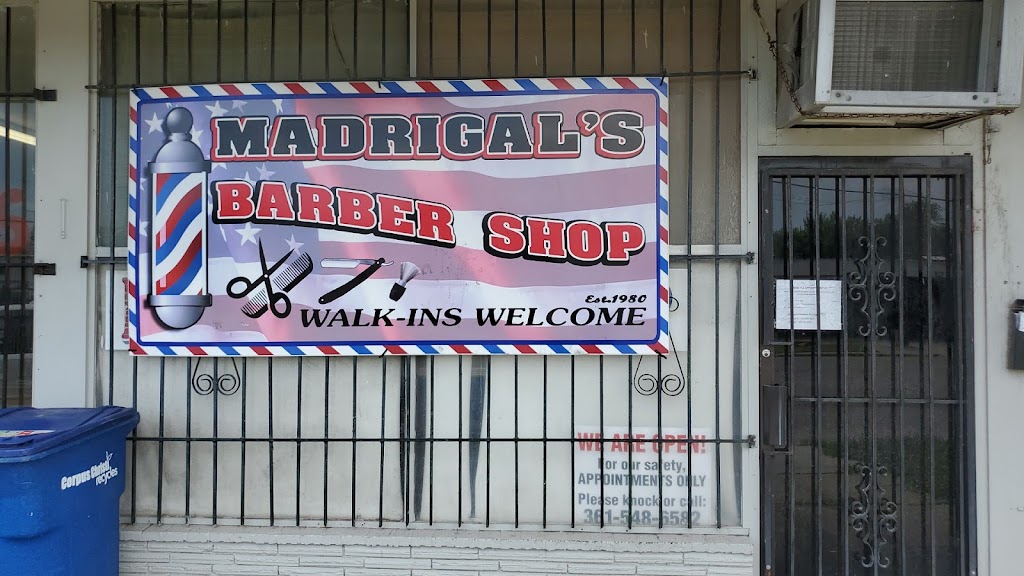 MADRIGAL'S
BARBER SHOP
Est.1980
WALK-INS WELCOME
WE ARE OPEN!
For our safety,
APPOINTMENTS ONLY
Please knock or call:
361-548-6582
Corpus Christi
recycles